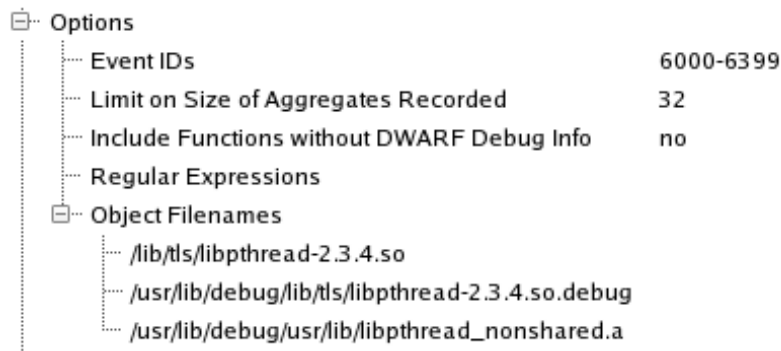 Options
Event IDs 6000-6399
Limit on Size of Aggregates Recorded 32
Include Functions without DWARF Debug Info no
Regular Expressions
Object Filenames
/lib/tls/libpthread-2.3.4.so
/usr/lib/debug/lib/tls/libpthread-2.3.4.so.debug
/usr/lib/debug/usr/lib/libpthread_nonshared.a